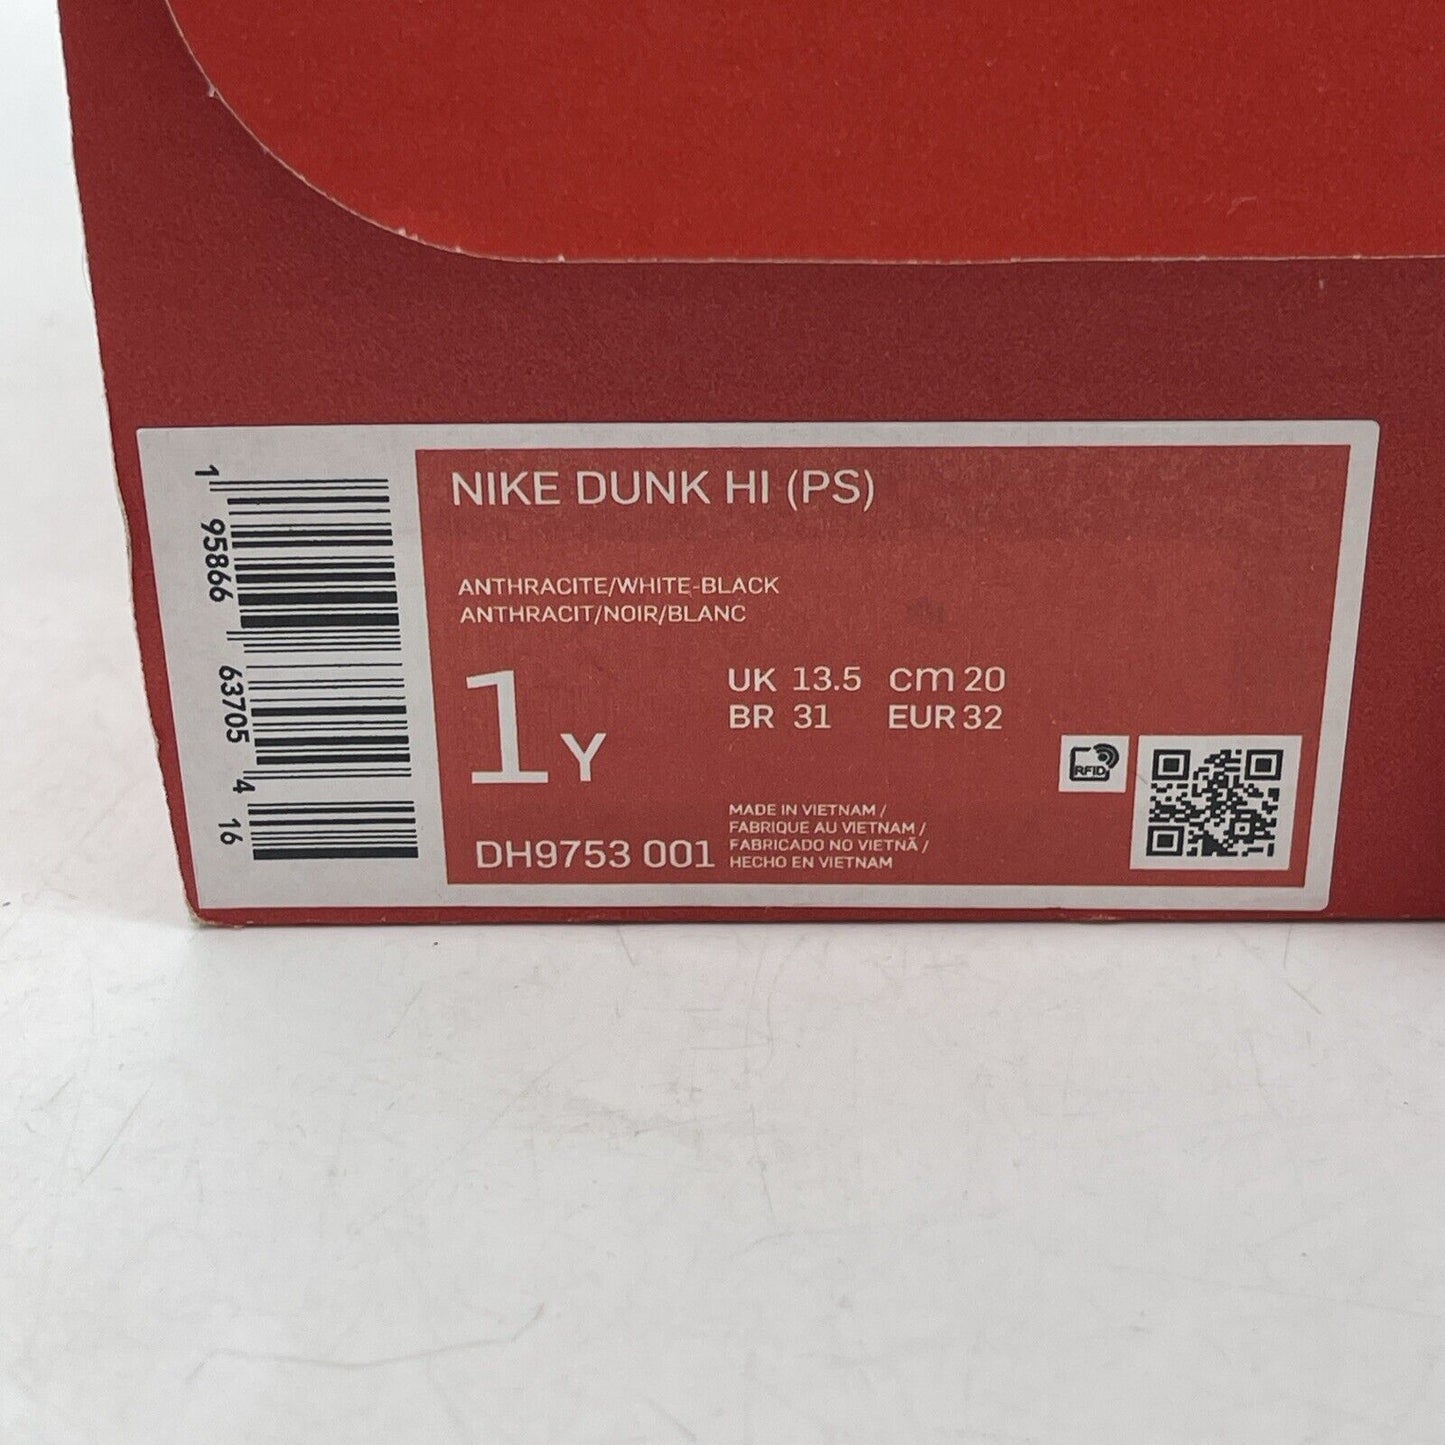 NIKE DUNK HI (PS)
ANTHRACITE/WHITE-BLACK
ANTHRACIT/NOIR/BLANC
1Y
UK 13.5 cm 20
BR 31 EUR 32
DH9753 001
MADE IN VIETNAM /
FABRIQUE AU VIETNAM /
FABRICADO NO VIETNÃ /
HECHO EN VIETNAM
RFID
1 95866 63705 4 16